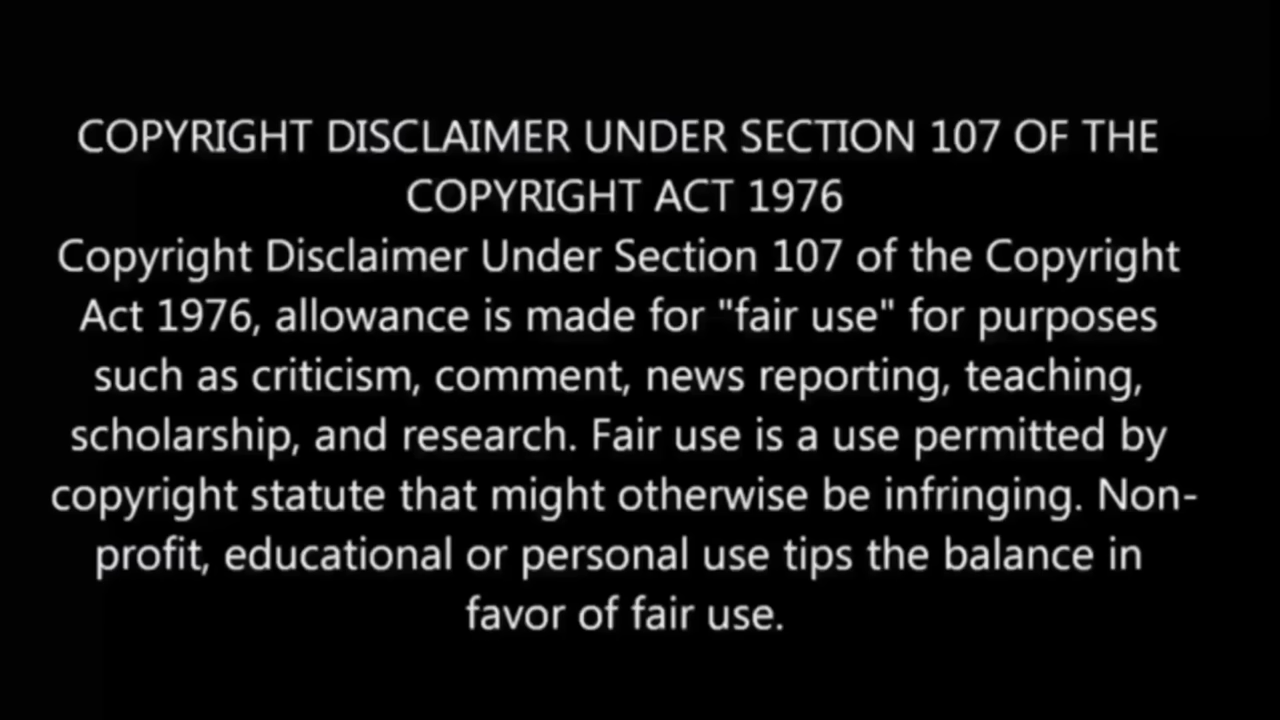 COPYRIGHT DISCLAIMER UNDER SECTION 107 OF THE
COPYRIGHT ACT 1976
Copyright Disclaimer Under Section 107 of the Copyright
Act 1976, allowance is made for "fair use" for purposes
such as criticism, comment, news reporting, teaching,
scholarship, and research. Fair use is a use permitted by
copyright statute that might otherwise be infringing. Non-
profit, educational or personal use tips the balance in
favor of fair use.